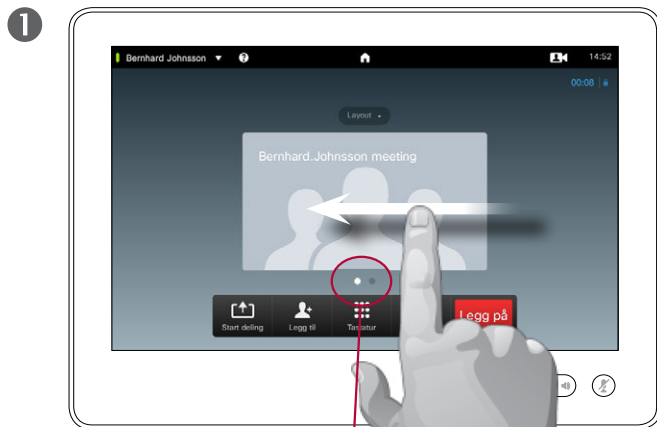 1
Bernhard Johnsson 14:52
00:08
Layout
Bernhard.Johnsson meeting
Start deling Legg til Tastatur Legg på